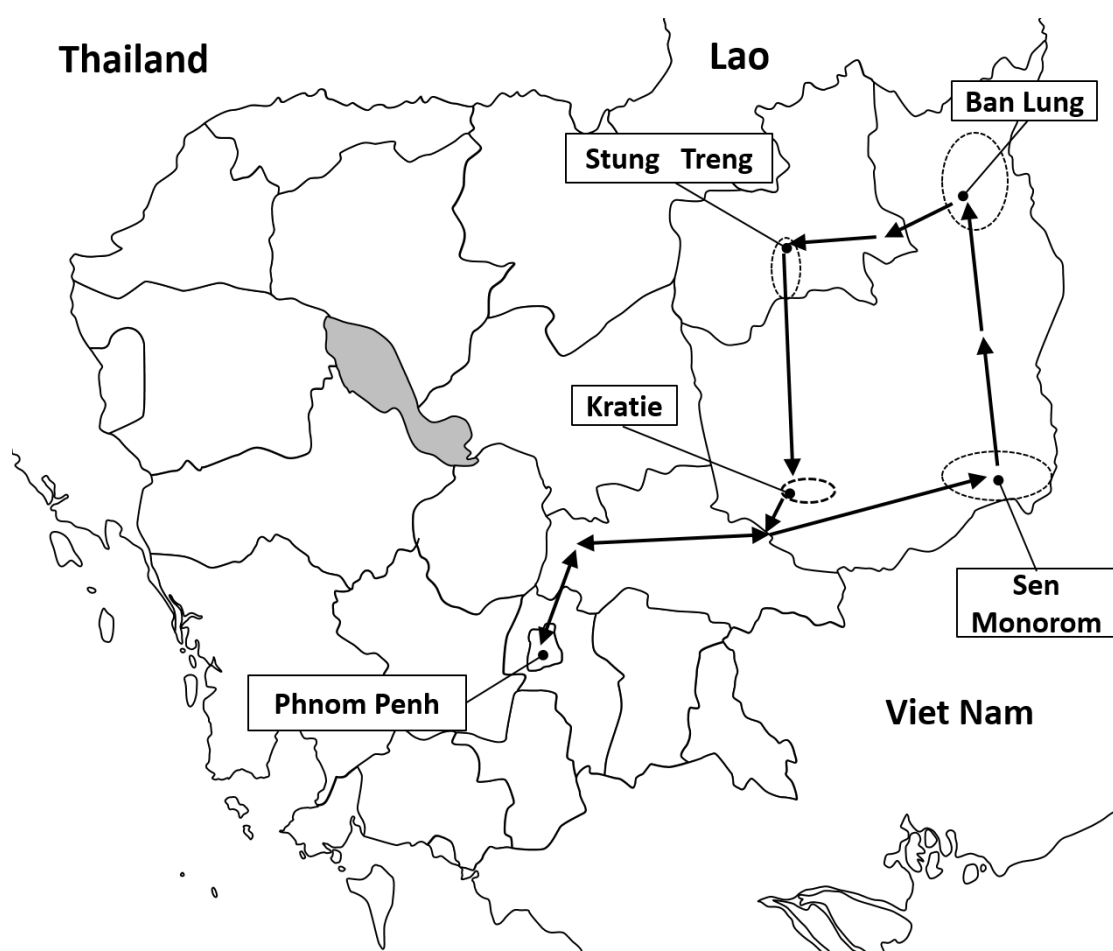 Thailand
Lao
Ban Lung
Stung Treng
Kratie
Sen
Monorom
Phnom Penh
Viet Nam